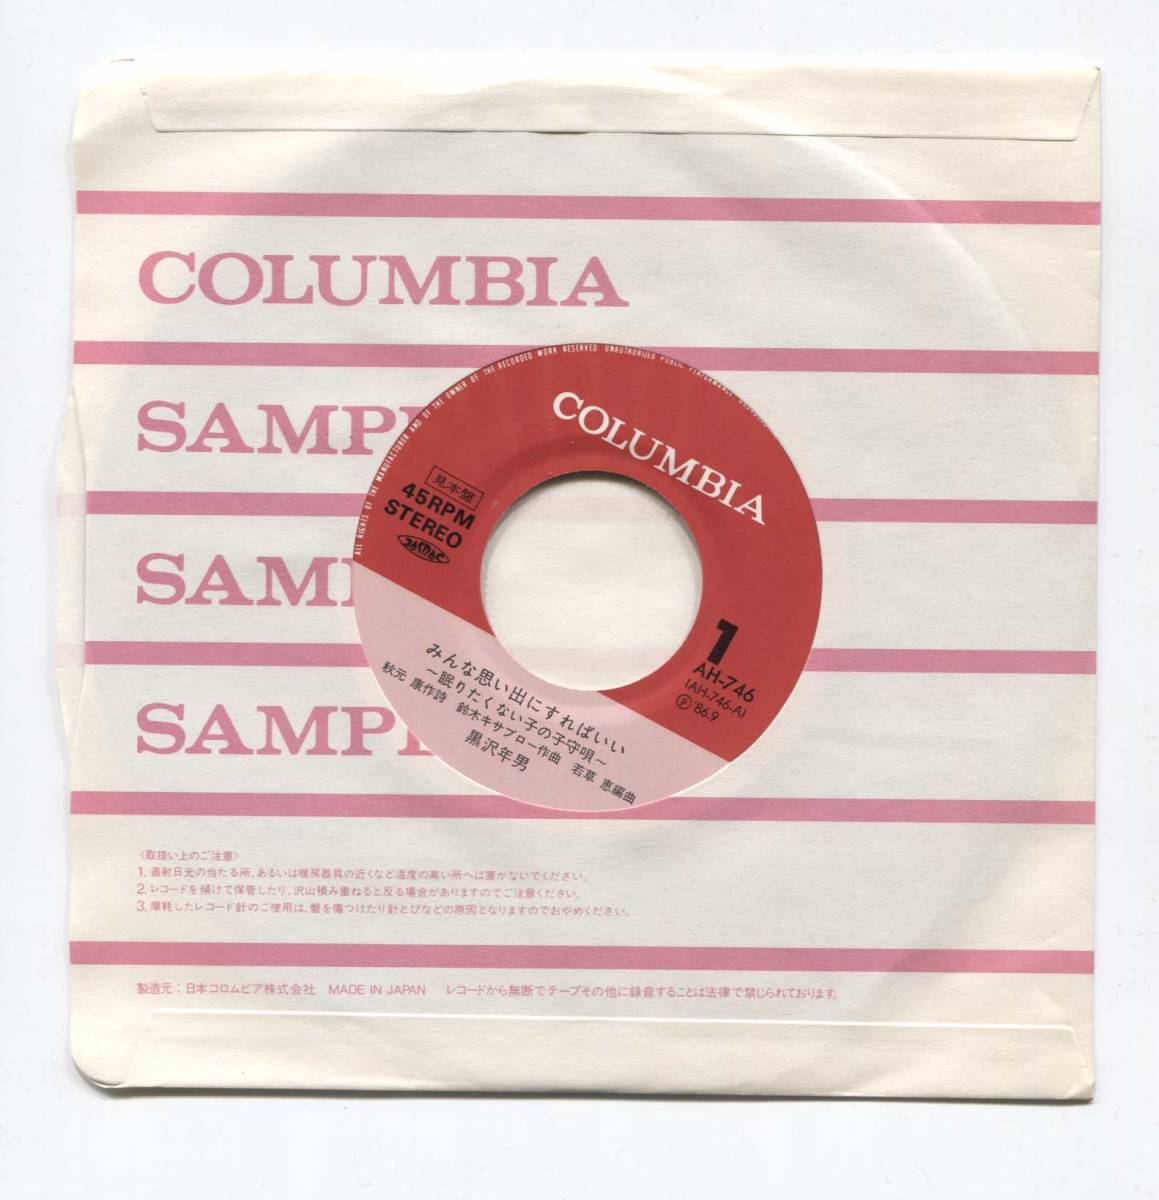 COLUMBIA
SAMPL
SAM
SAMPL
〈取扱い上のご注意〉
1. 直射日光の当たる所、あるいは暖房器具の近くなど温度の高い所へは置かないでください。
2. レコードを傾けて保管したり、沢山積み重ねると反る場合がありますのでご注意ください。
3. 摩耗したレコード針のご使用は、盤を傷つけたり針とびなどの原因となりますのでおやめください。
製造元：日本コロムビア株式会社 MADE IN JAPAN レコードから無断でテープその他に録音することは法律で禁じられております。
ALL RIGHTS OF THE MANUFACTURER AND OF THE OWNER OF THE RECORDED WORK RESERVED UNAUTHORIZED PUBLIC
COLUMBIA
見本盤
45RPM
STEREO
JASRAC
1
AH-746
(AH-746-A)
Ⓟ '86.9
みんな思い出にすればいい
〜眠りたくない子の子守唄〜
秋元 康作詩 鈴木キサブロー作曲 若草 恵編曲
黒沢年男